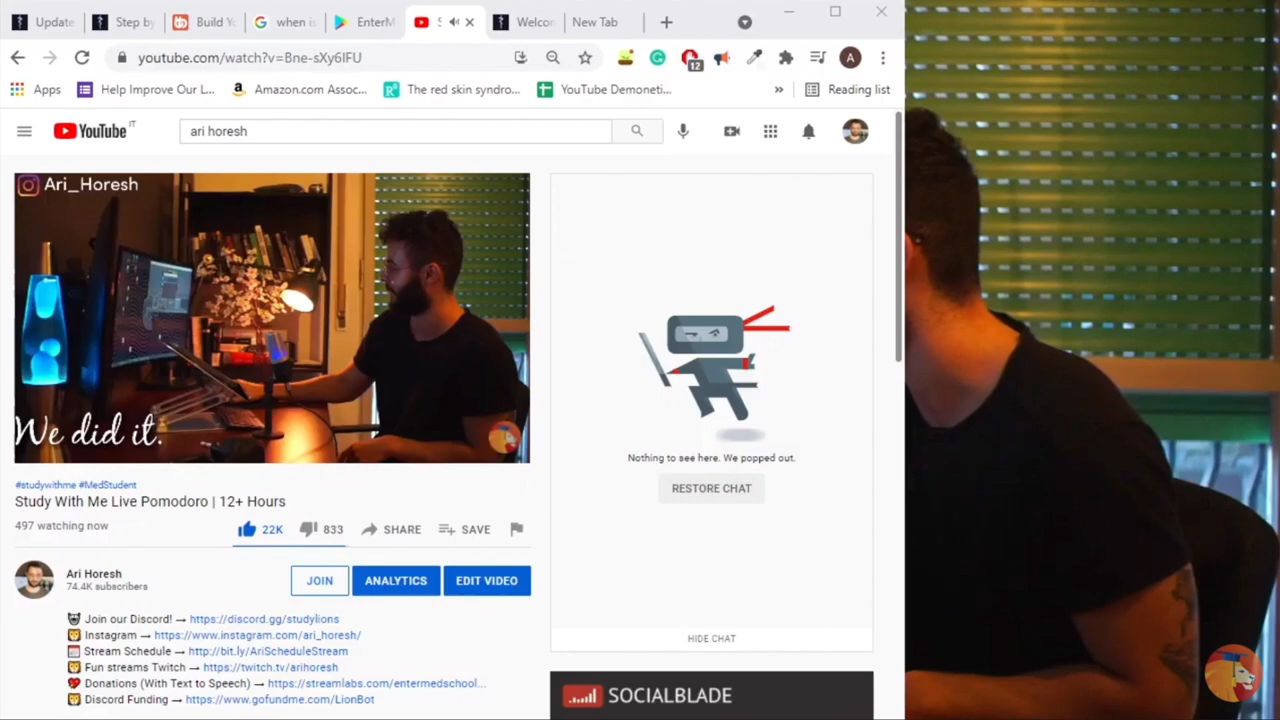 Update
Step by
Build Yo
when is
EnterM
S
Welcom
New Tab
youtube.com/watch?v=Bne-sXy6IFU
12
A
Apps
Help Improve Our L...
Amazon.com Assoc...
The red skin syndro...
YouTube Demoneti...
»
Reading list
YouTube IT
ari horesh
Ari_Horesh
We did it.
Nothing to see here. We popped out.
RESTORE CHAT
#studywithme #MedStudent
Study With Me Live Pomodoro | 12+ Hours
497 watching now
22K
833
SHARE
SAVE
Ari Horesh
74.4K subscribers
JOIN
ANALYTICS
EDIT VIDEO
Join our Discord! → https://discord.gg/studylions
Instagram → https://www.instagram.com/ari_horesh/
Stream Schedule → http://bit.ly/AriScheduleStream
Fun streams Twitch → https://twitch.tv/arihoresh
Donations (With Text to Speech) → https://streamlabs.com/entermedschool...
Discord Funding → https://www.gofundme.com/LionBot
HIDE CHAT
SOCIALBLADE